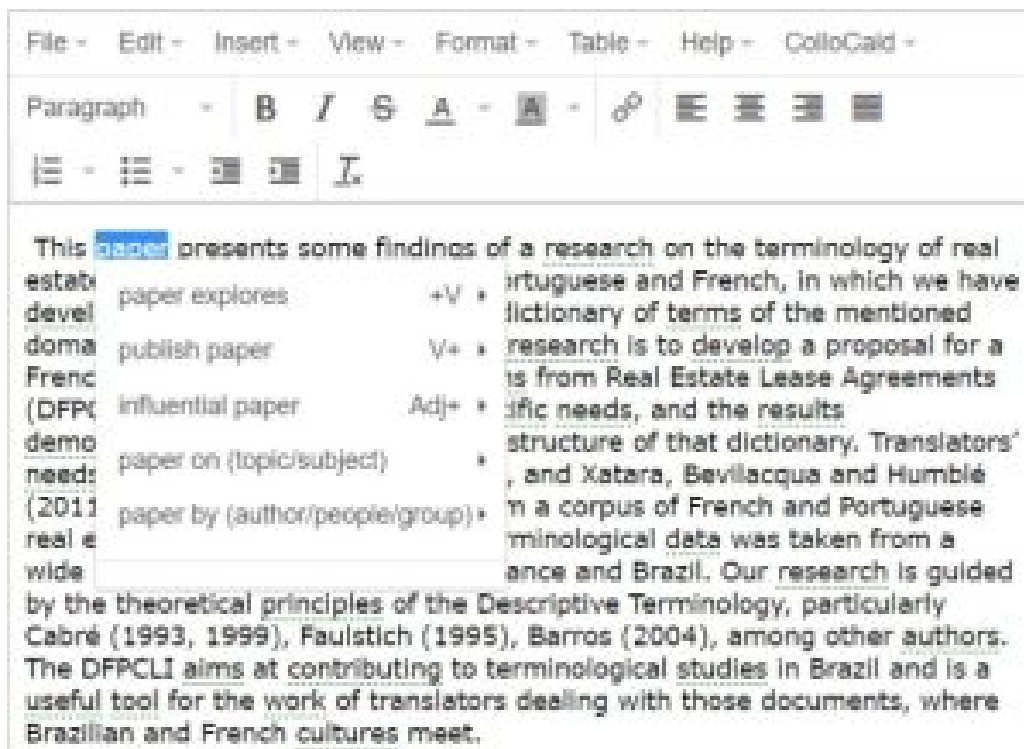 File Edit Insert View Format Table Help ColloCaid
Paragraph B I S A A
This paper presents some findings of a research on the terminology of real
estate ortuguese and French, in which we have
devel dictionary of terms of the mentioned
doma research is to develop a proposal for a
Frenc ns from Real Estate Lease Agreements
(DFPC ific needs, and the results
demo structure of that dictionary. Translators'
needs , and Xatara, Bevilacqua and Humblé
(2011 m a corpus of French and Portuguese
real e rminological data was taken from a
wide ance and Brazil. Our research is guided
by the theoretical principles of the Descriptive Terminology, particularly
Cabré (1993, 1999), Faulstich (1995), Barros (2004), among other authors.
The DFPCLI aims at contributing to terminological studies in Brazil and is a
useful tool for the work of translators dealing with those documents, where
Brazilian and French cultures meet.
paper explores +V
publish paper V+
influential paper Adj+
paper on (topic/subject)
paper by (author/people/group)